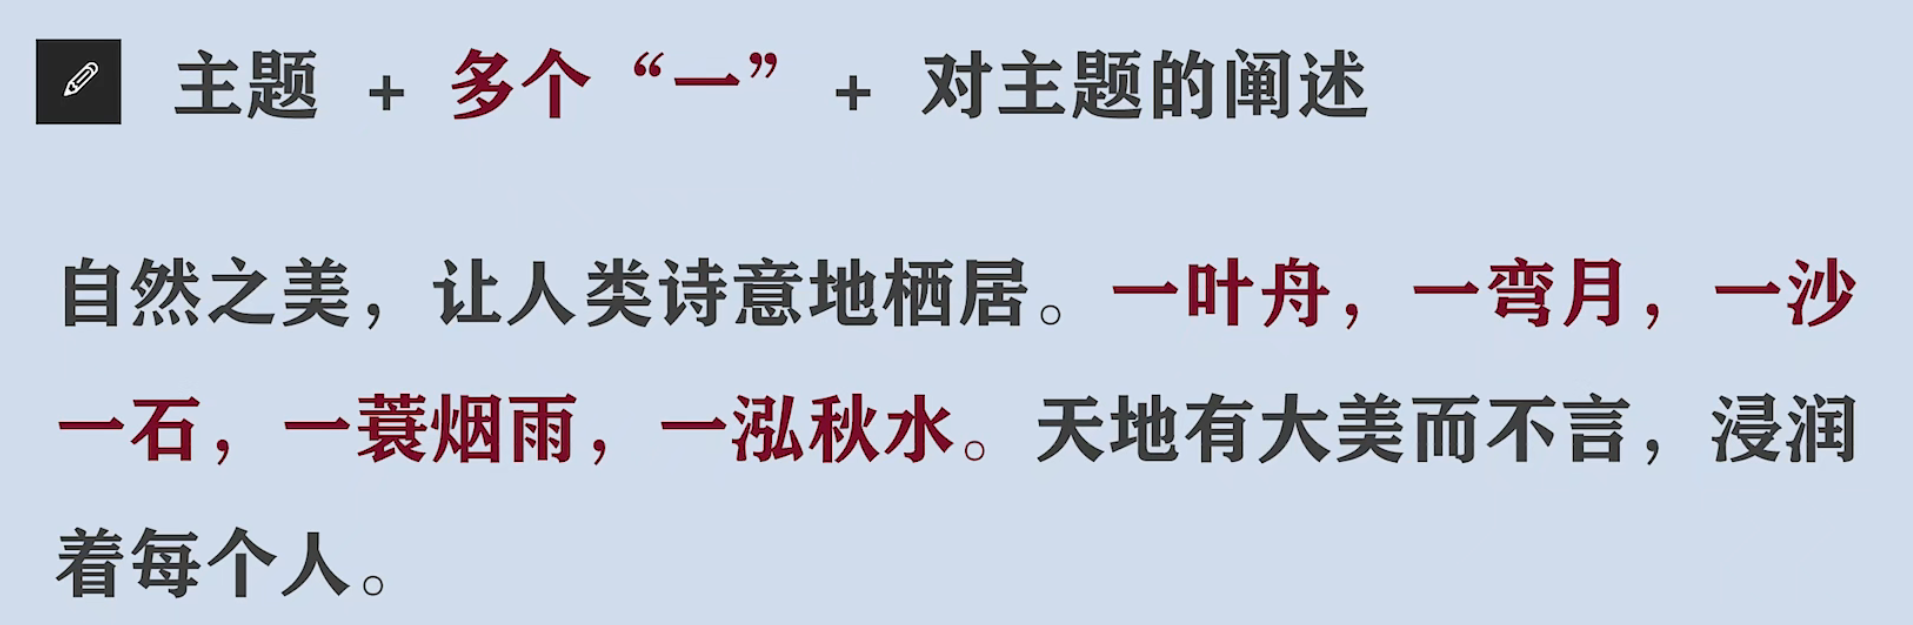 主题 + 多个“一” + 对主题的阐述
自然之美，让人类诗意地栖居。一叶舟，一弯月，一沙
一石，一蓑烟雨，一泓秋水。天地有大美而不言，浸润
着每个人。